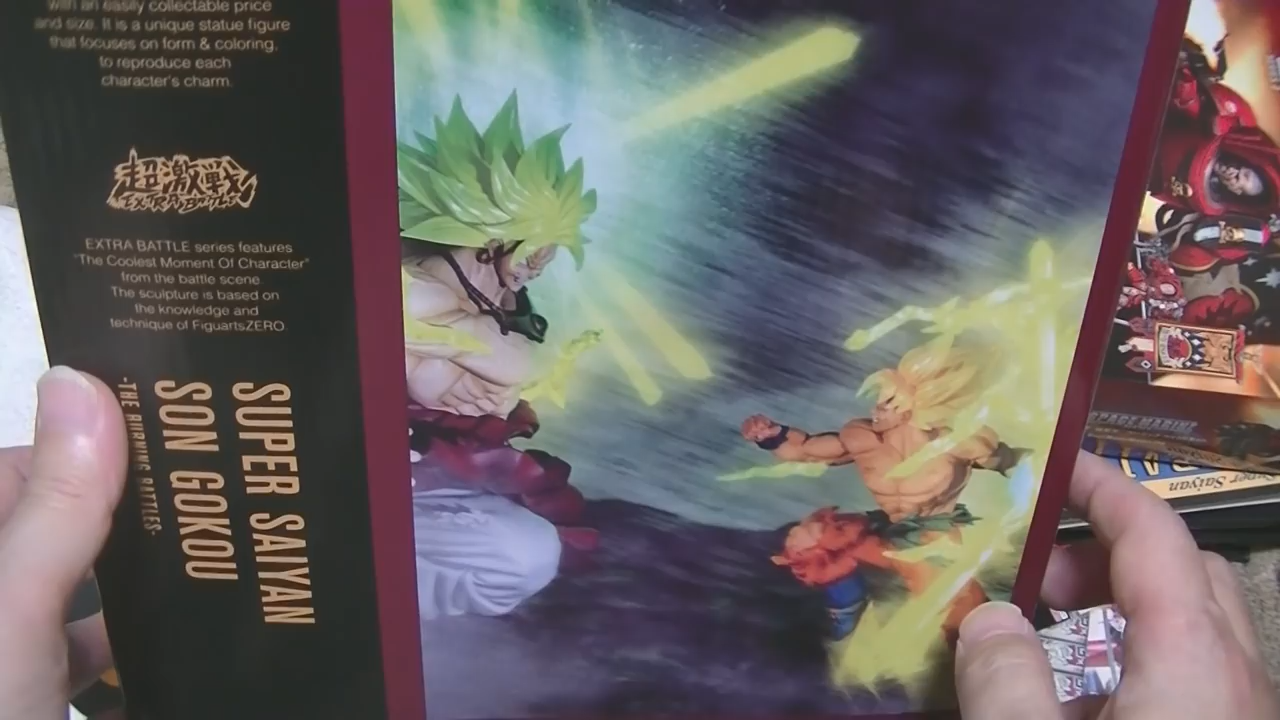 with an easily collectable price
and size. It is a unique statue figure
that focuses on form & coloring,
to reproduce each
character's charm.
超激戦
EXTRA BATTLE
EXTRA BATTLE series features
"The Coolest Moment Of Character"
from the battle scene.
The sculpture is based on
the knowledge and
technique of FiguartsZERO
SUPER SAIYAN
SON GOKOU
-THE BURNING BATTLES-
SPACE MARINE
Super Saiyan